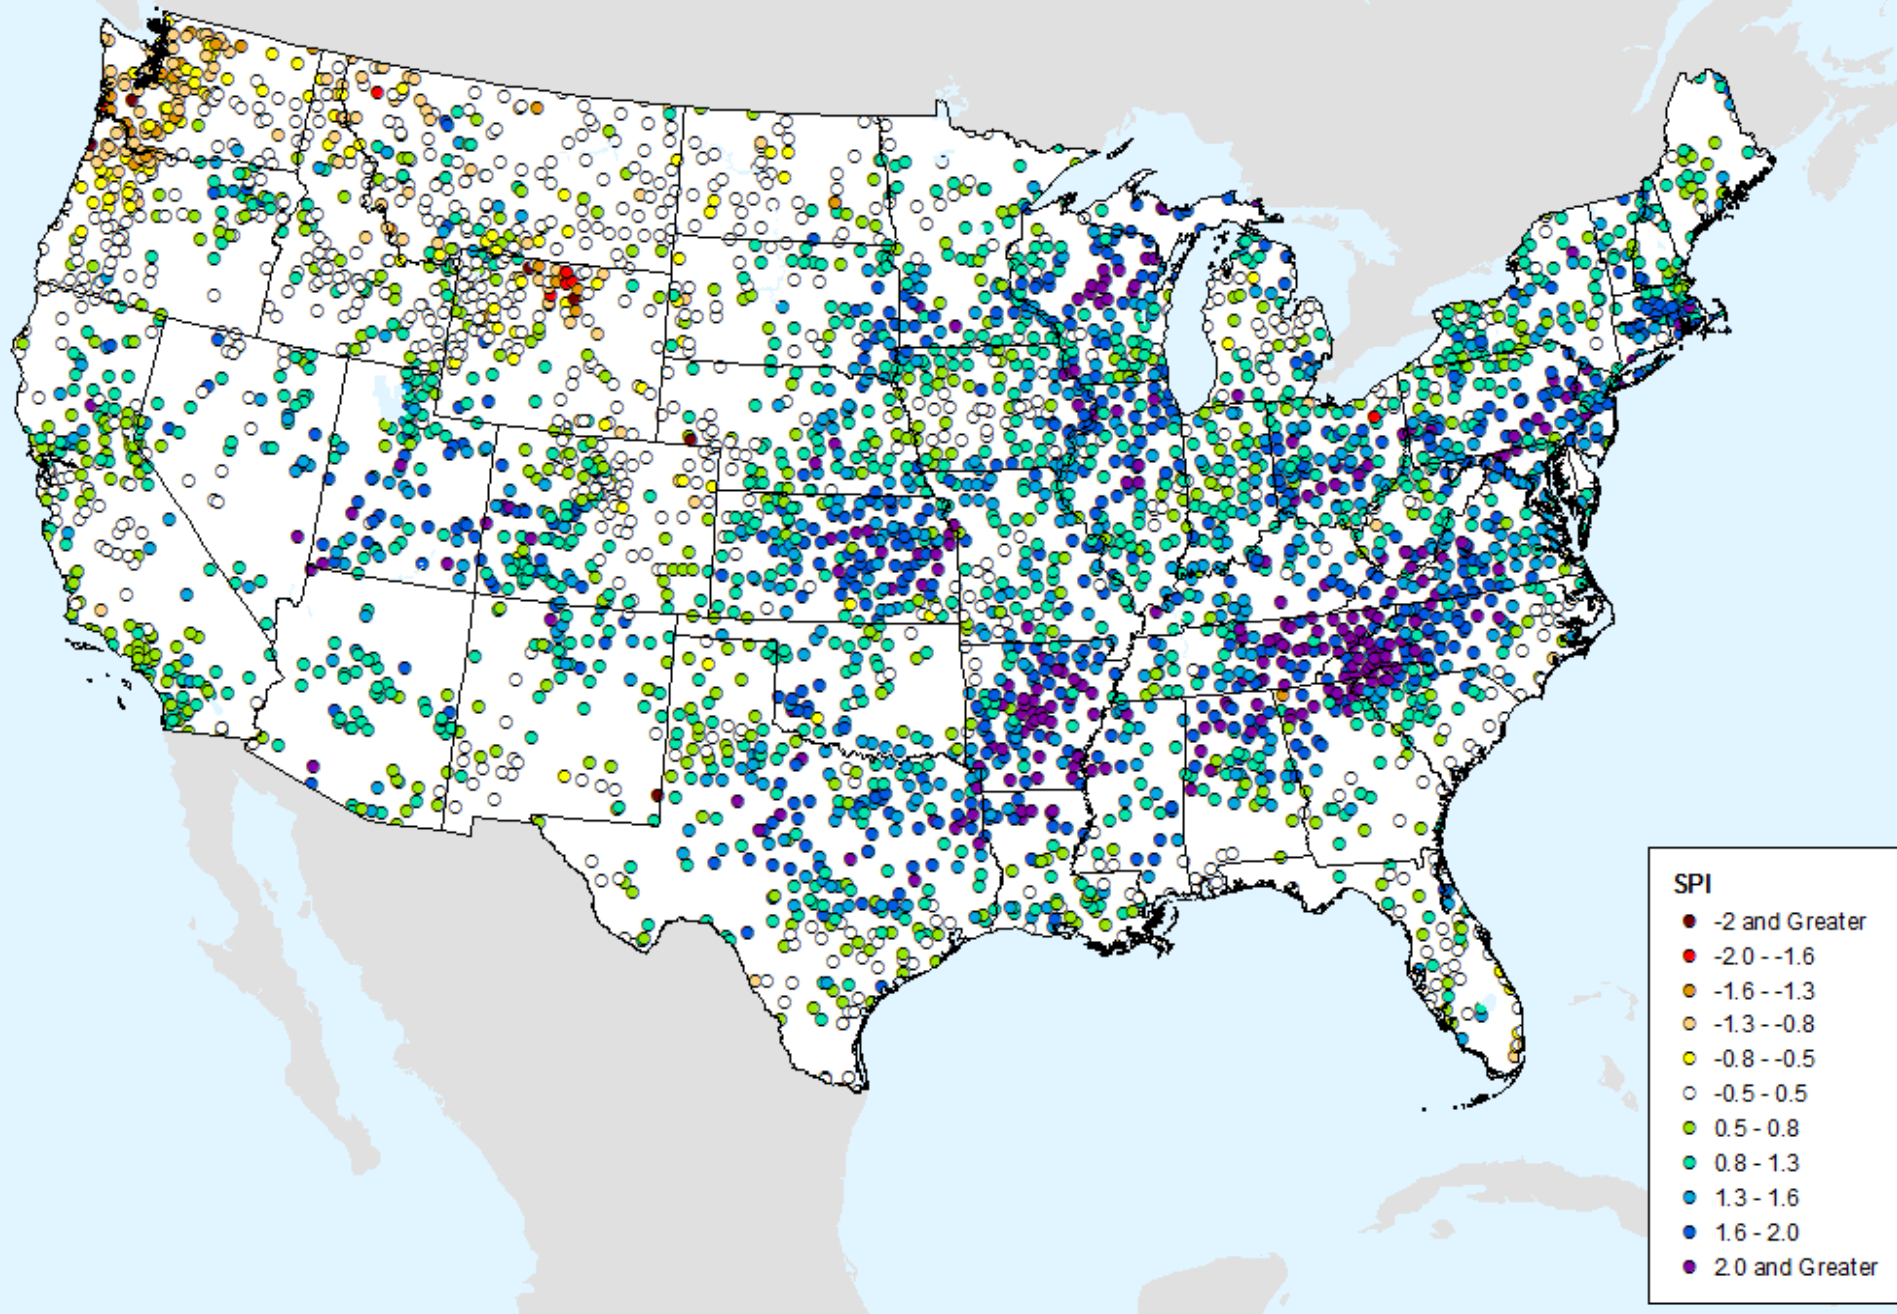 SPI
-2 and Greater
-2.0 - -1.6
-1.6 - -1.3
-1.3 - -0.8
-0.8 - -0.5
-0.5 - 0.5
0.5 - 0.8
0.8 - 1.3
1.3 - 1.6
1.6 - 2.0
2.0 and Greater